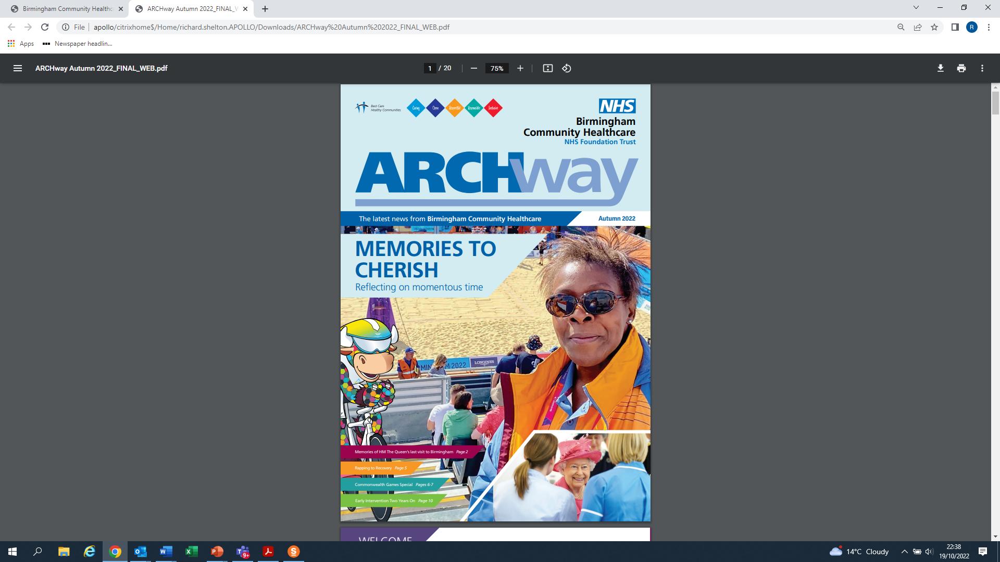 Birmingham Community Healthc
ARCHway Autumn 2022_FINAL_W
File
apollo/citrixhome$/Home/richard.shelton.APOLLO/Downloads/ARCHway%20Autumn%202022_FINAL_WEB.pdf
R
Apps
Newspaper headlin...
ARCHway Autumn 2022_FINAL_WEB.pdf
1 / 20
75%
Best Care
Healthy Communities
Caring
Open
Respectful
Responsible
Inclusive
NHS
Birmingham
Community Healthcare
NHS Foundation Trust
ARCHway
The latest news from Birmingham Community Healthcare
Autumn 2022
MEMORIES TO
CHERISH
Reflecting on momentous time
LONGINES
M 2022
Memories of HM The Queen's last visit to Birmingham Page 2
Rapping to Recovery Page 5
Commonwealth Games Special Pages 6-7
Early Intervention Two Years On Page 10
WELCOME
9+
14°C Cloudy
22:38
19/10/2022